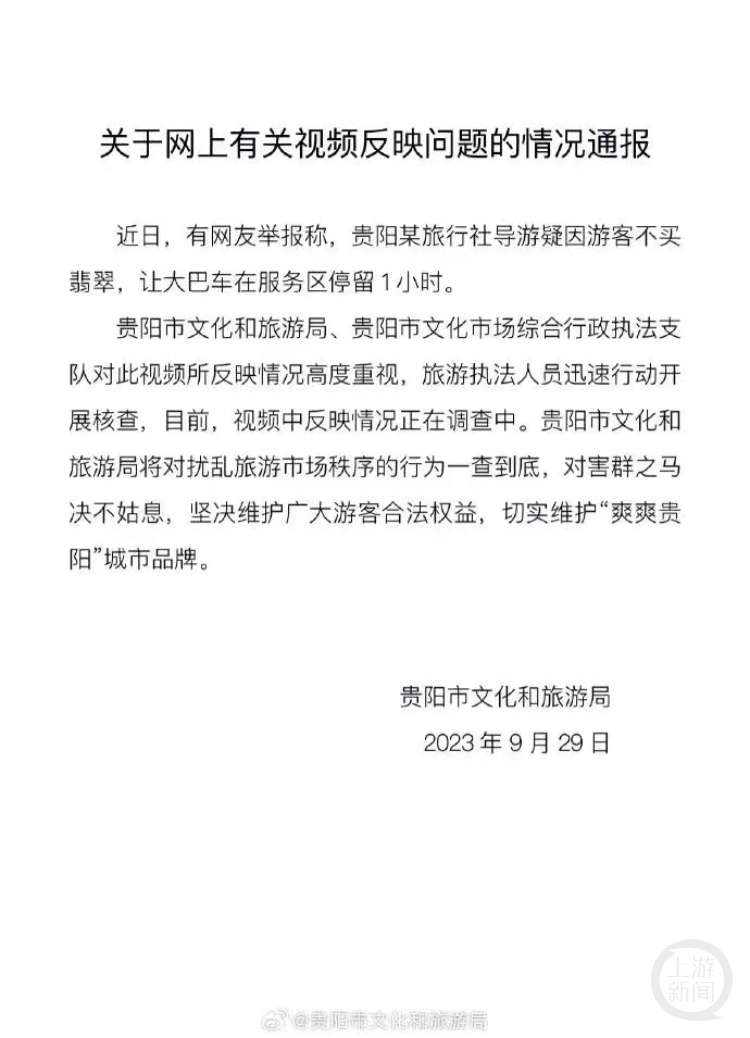 关于网上有关视频反映问题的情况通报
近日，有网友举报称，贵阳某旅行社导游疑因游客不买
翡翠，让大巴车在服务区停留1小时。
贵阳市文化和旅游局、贵阳市文化市场综合行政执法支
队对此视频所反映情况高度重视，旅游执法人员迅速行动开
展核查，目前，视频中反映情况正在调查中。贵阳市文化和
旅游局将对扰乱旅游市场秩序的行为一查到底，对害群之马
决不姑息，坚决维护广大游客合法权益，切实维护“爽爽贵
阳”城市品牌。
贵阳市文化和旅游局
2023年9月29日
上游
新闻
@贵阳市文化和旅游局